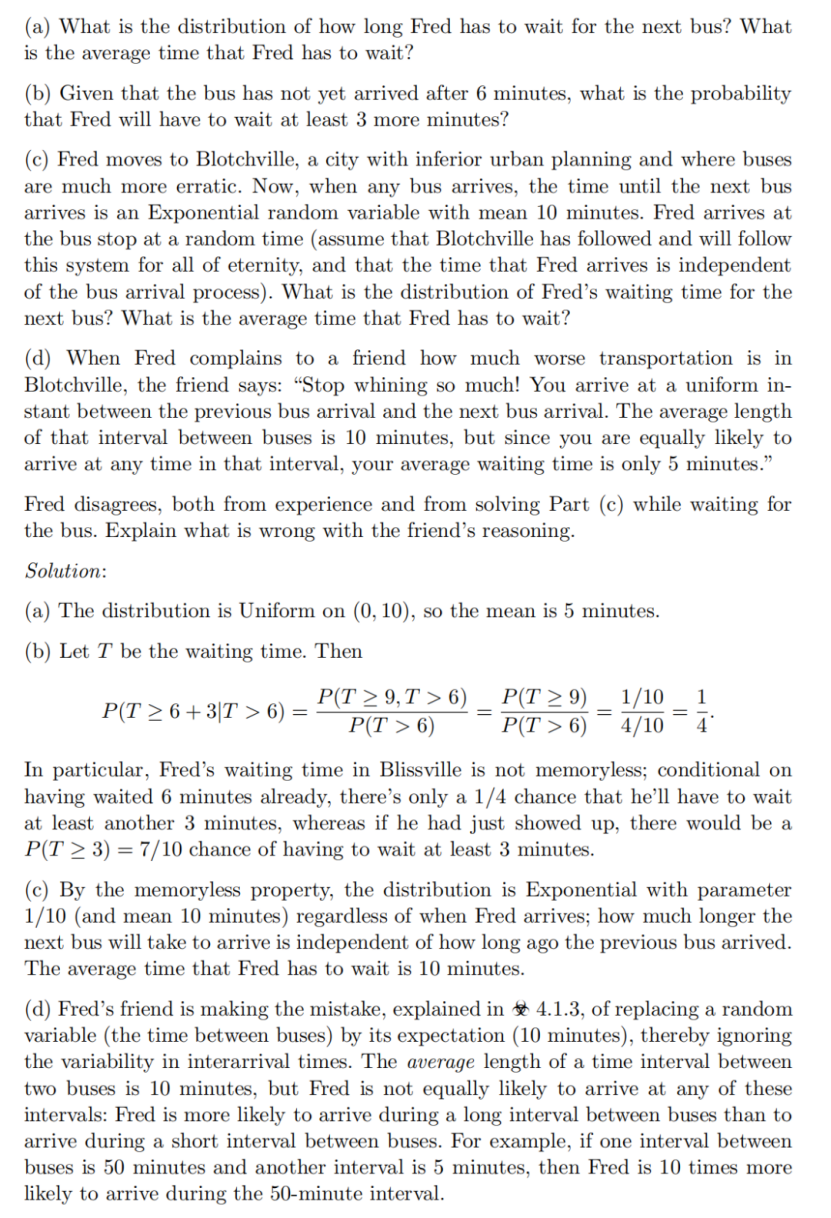 (a) What is the distribution of how long Fred has to wait for the next bus? What
is the average time that Fred has to wait?
(b) Given that the bus has not yet arrived after 6 minutes, what is the probability
that Fred will have to wait at least 3 more minutes?
(c) Fred moves to Blotchville, a city with inferior urban planning and where buses
are much more erratic. Now, when any bus arrives, the time until the next bus
arrives is an Exponential random variable with mean 10 minutes. Fred arrives at
the bus stop at a random time (assume that Blotchville has followed and will follow
this system for all of eternity, and that the time that Fred arrives is independent
of the bus arrival process). What is the distribution of Fred's waiting time for the
next bus? What is the average time that Fred has to wait?
(d) When Fred complains to a friend how much worse transportation is in
Blotchville, the friend says: “Stop whining so much! You arrive at a uniform in-
stant between the previous bus arrival and the next bus arrival. The average length
of that interval between buses is 10 minutes, but since you are equally likely to
arrive at any time in that interval, your average waiting time is only 5 minutes.”
Fred disagrees, both from experience and from solving Part (c) while waiting for
the bus. Explain what is wrong with the friend's reasoning.
Solution:
(a) The distribution is Uniform on (0, 10), so the mean is 5 minutes.
(b) Let T be the waiting time. Then
P(T ≥ 6 + 3|T > 6) = P(T ≥ 9, T > 6) / P(T > 6) = P(T ≥ 9) / P(T > 6) = 1/10 / 4/10 = 1/4.
In particular, Fred's waiting time in Blissville is not memoryless; conditional on
having waited 6 minutes already, there's only a 1/4 chance that he'll have to wait
at least another 3 minutes, whereas if he had just showed up, there would be a
P(T ≥ 3) = 7/10 chance of having to wait at least 3 minutes.
(c) By the memoryless property, the distribution is Exponential with parameter
1/10 (and mean 10 minutes) regardless of when Fred arrives; how much longer the
next bus will take to arrive is independent of how long ago the previous bus arrived.
The average time that Fred has to wait is 10 minutes.
(d) Fred's friend is making the mistake, explained in ☣ 4.1.3, of replacing a random
variable (the time between buses) by its expectation (10 minutes), thereby ignoring
the variability in interarrival times. The average length of a time interval between
two buses is 10 minutes, but Fred is not equally likely to arrive at any of these
intervals: Fred is more likely to arrive during a long interval between buses than to
arrive during a short interval between buses. For example, if one interval between
buses is 50 minutes and another interval is 5 minutes, then Fred is 10 times more
likely to arrive during the 50-minute interval.